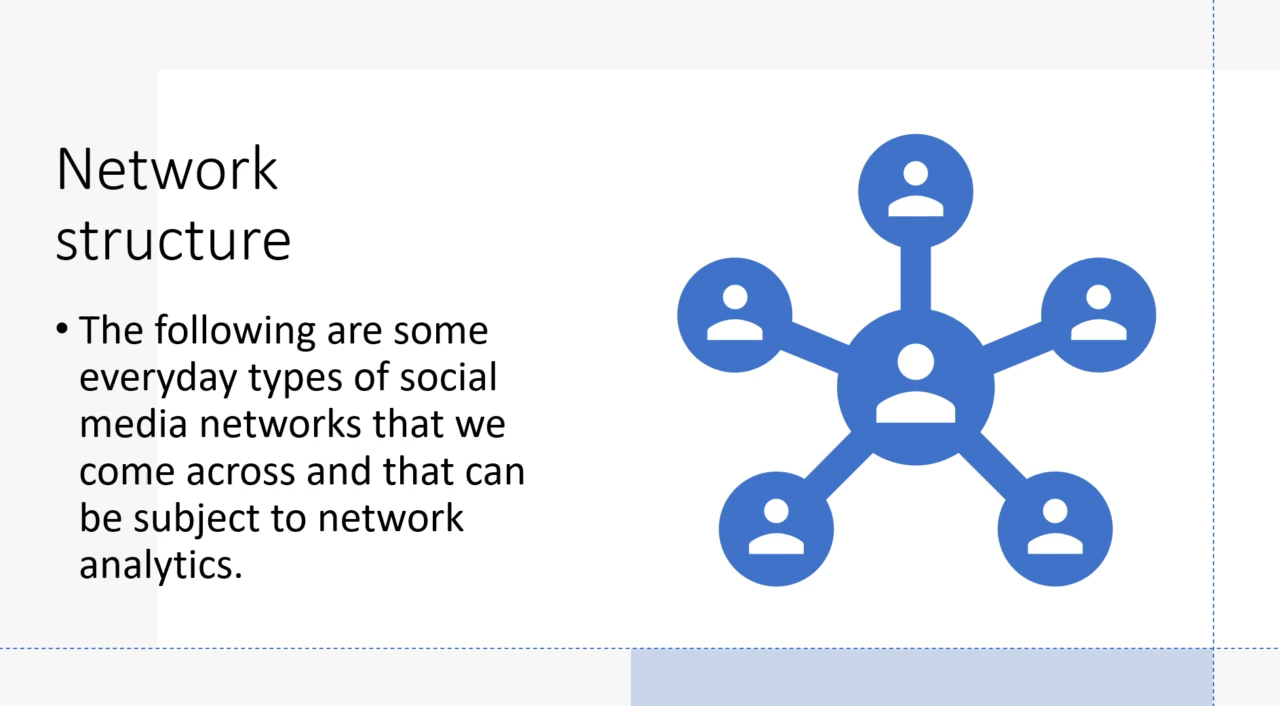 Network
structure
• The following are some
everyday types of social
media networks that we
come across and that can
be subject to network
analytics.